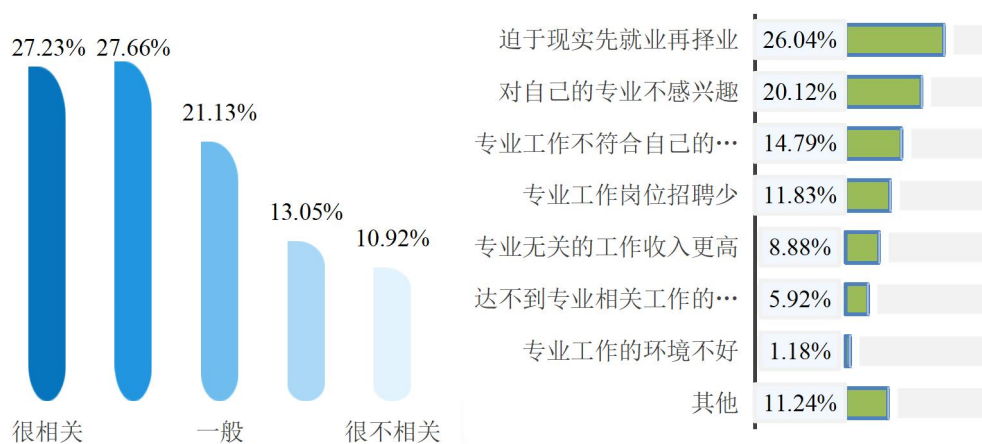 27.23%
27.66%
21.13%
13.05%
10.92%
很相关
一般
很不相关
迫于现实先就业再择业 26.04%
对自己的专业不感兴趣 20.12%
专业工作不符合自己的… 14.79%
专业工作岗位招聘少 11.83%
专业无关的工作收入更高 8.88%
达不到专业相关工作的… 5.92%
专业工作的环境不好 1.18%
其他 11.24%